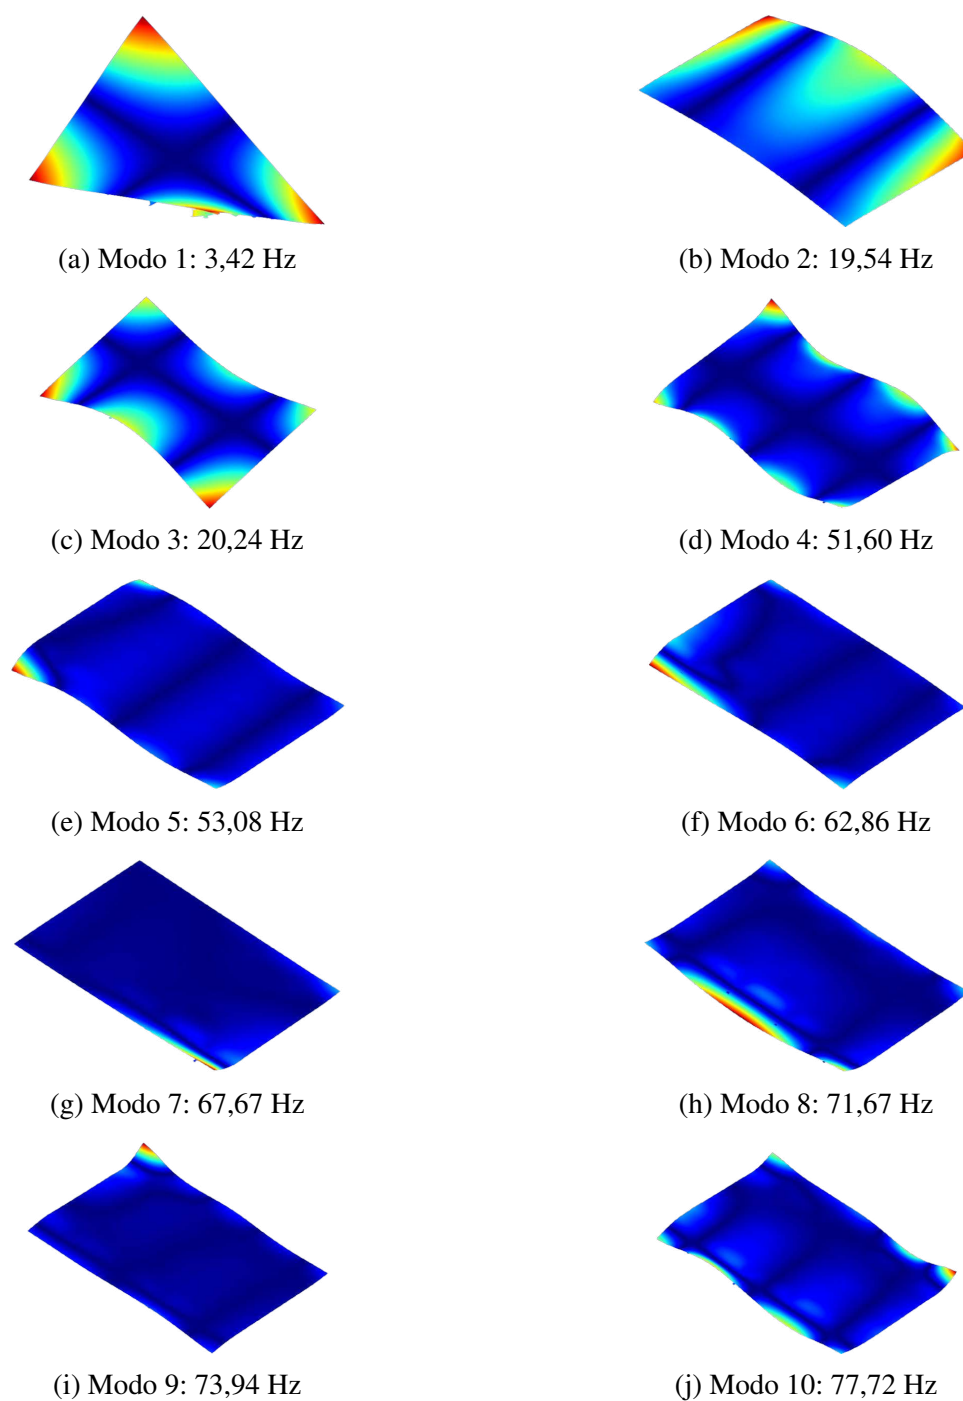 (a) Modo 1: 3,42 Hz
(b) Modo 2: 19,54 Hz
(c) Modo 3: 20,24 Hz
(d) Modo 4: 51,60 Hz
(e) Modo 5: 53,08 Hz
(f) Modo 6: 62,86 Hz
(g) Modo 7: 67,67 Hz
(h) Modo 8: 71,67 Hz
(i) Modo 9: 73,94 Hz
(j) Modo 10: 77,72 Hz